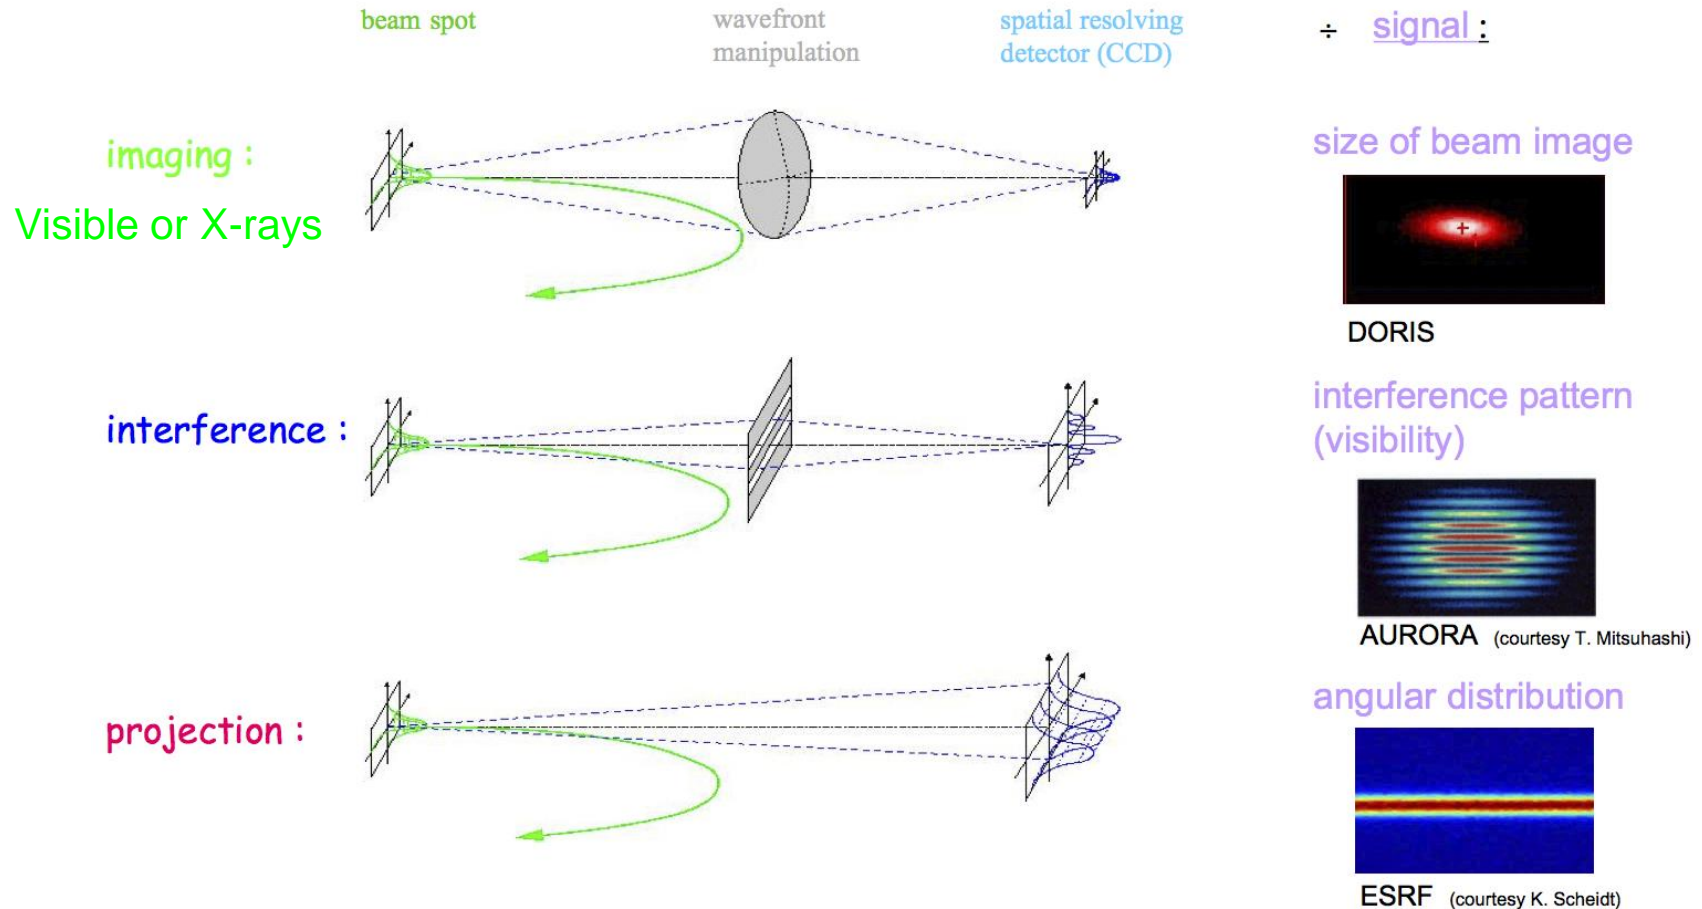 beam spot
wavefront
manipulation
spatial resolving
detector (CCD)
÷ signal :
imaging :
Visible or X-rays
size of beam image
DORIS
interference :
interference pattern
(visibility)
AURORA (courtesy T. Mitsuhashi)
projection :
angular distribution
ESRF (courtesy K. Scheidt)